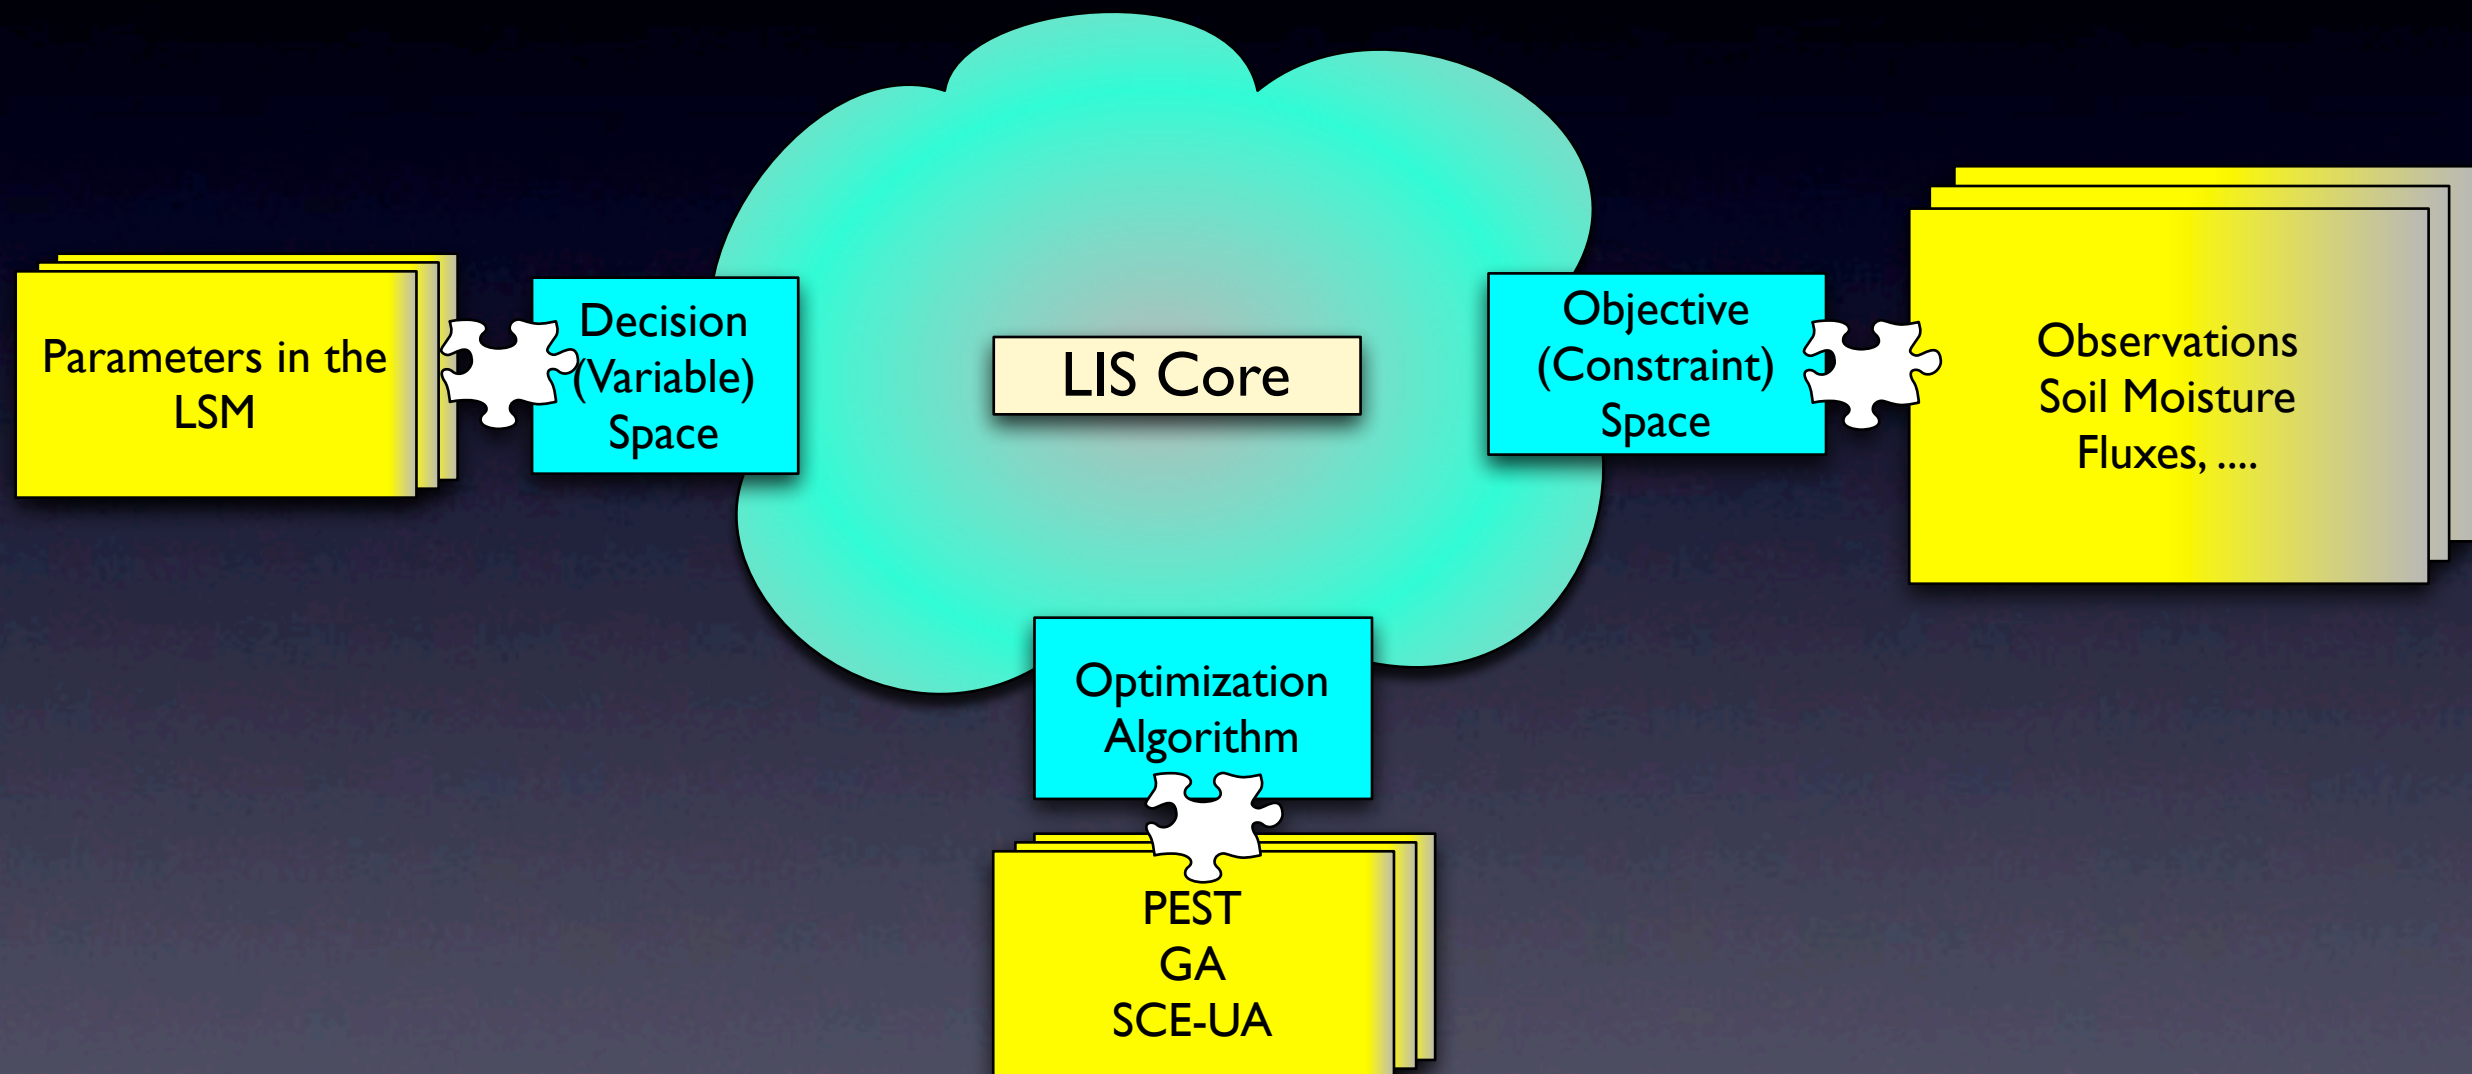 Parameters in the
LSM
Decision
(Variable)
Space
LIS Core
Objective
(Constraint)
Space
Observations
Soil Moisture
Fluxes, ....
Optimization
Algorithm
PEST
GA
SCE-UA